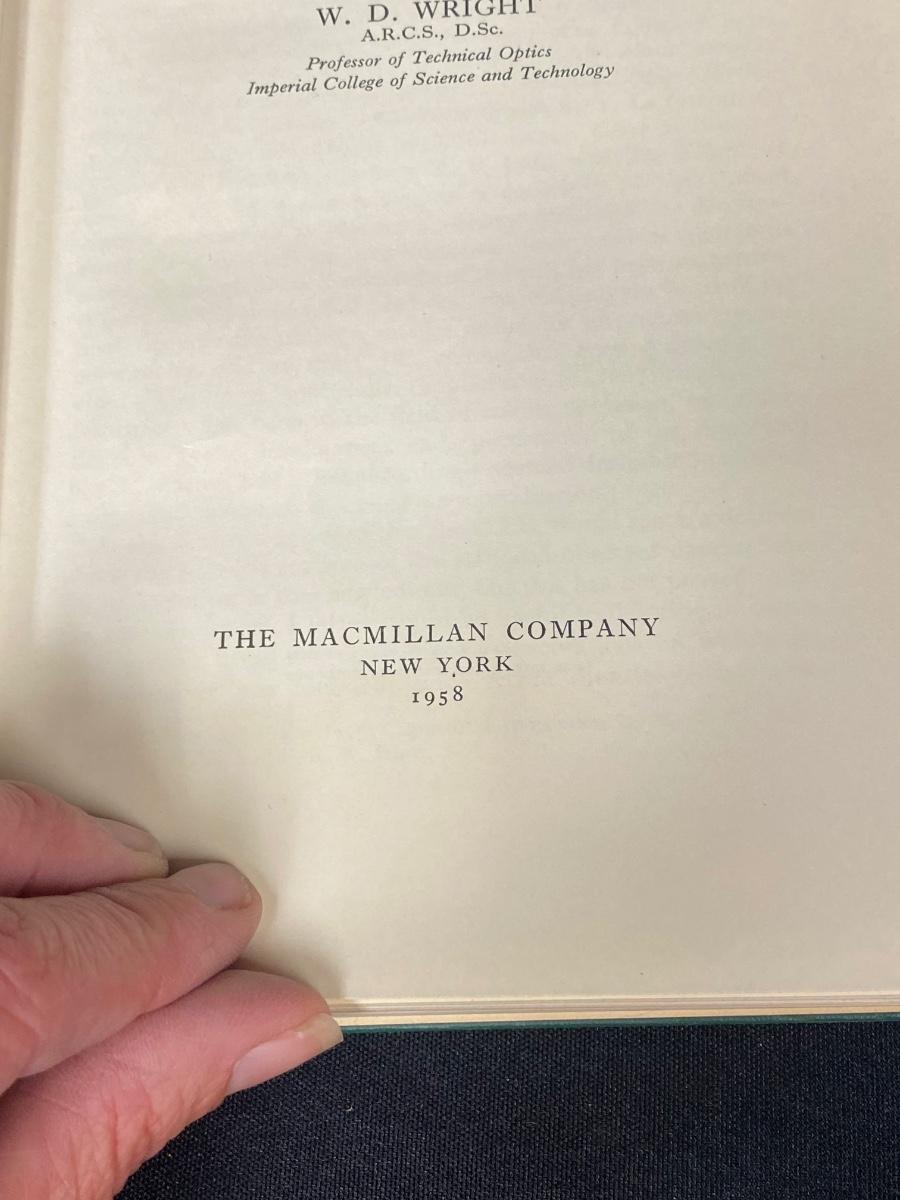 W. D. WRIGHT
A.R.C.S., D.Sc.
Professor of Technical Optics
Imperial College of Science and Technology
THE MACMILLAN COMPANY
NEW YORK
1958